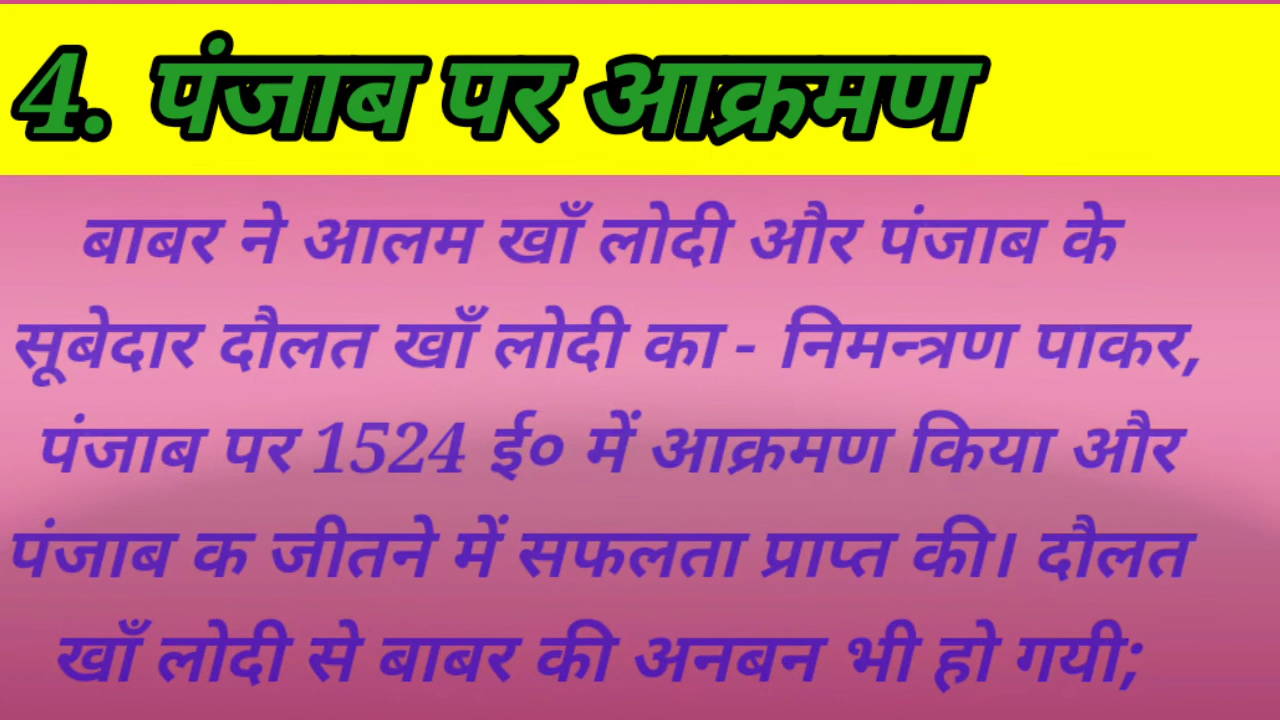 4. पंजाब पर आक्रमण
बाबर ने आलम खाँ लोदी और पंजाब के
सूबेदार दौलत खाँ लोदी का - निमन्त्रण पाकर,
पंजाब पर 1524 ई० में आक्रमण किया और
पंजाब क जीतने में सफलता प्राप्त की। दौलत
खाँ लोदी से बाबर की अनबन भी हो गयी;